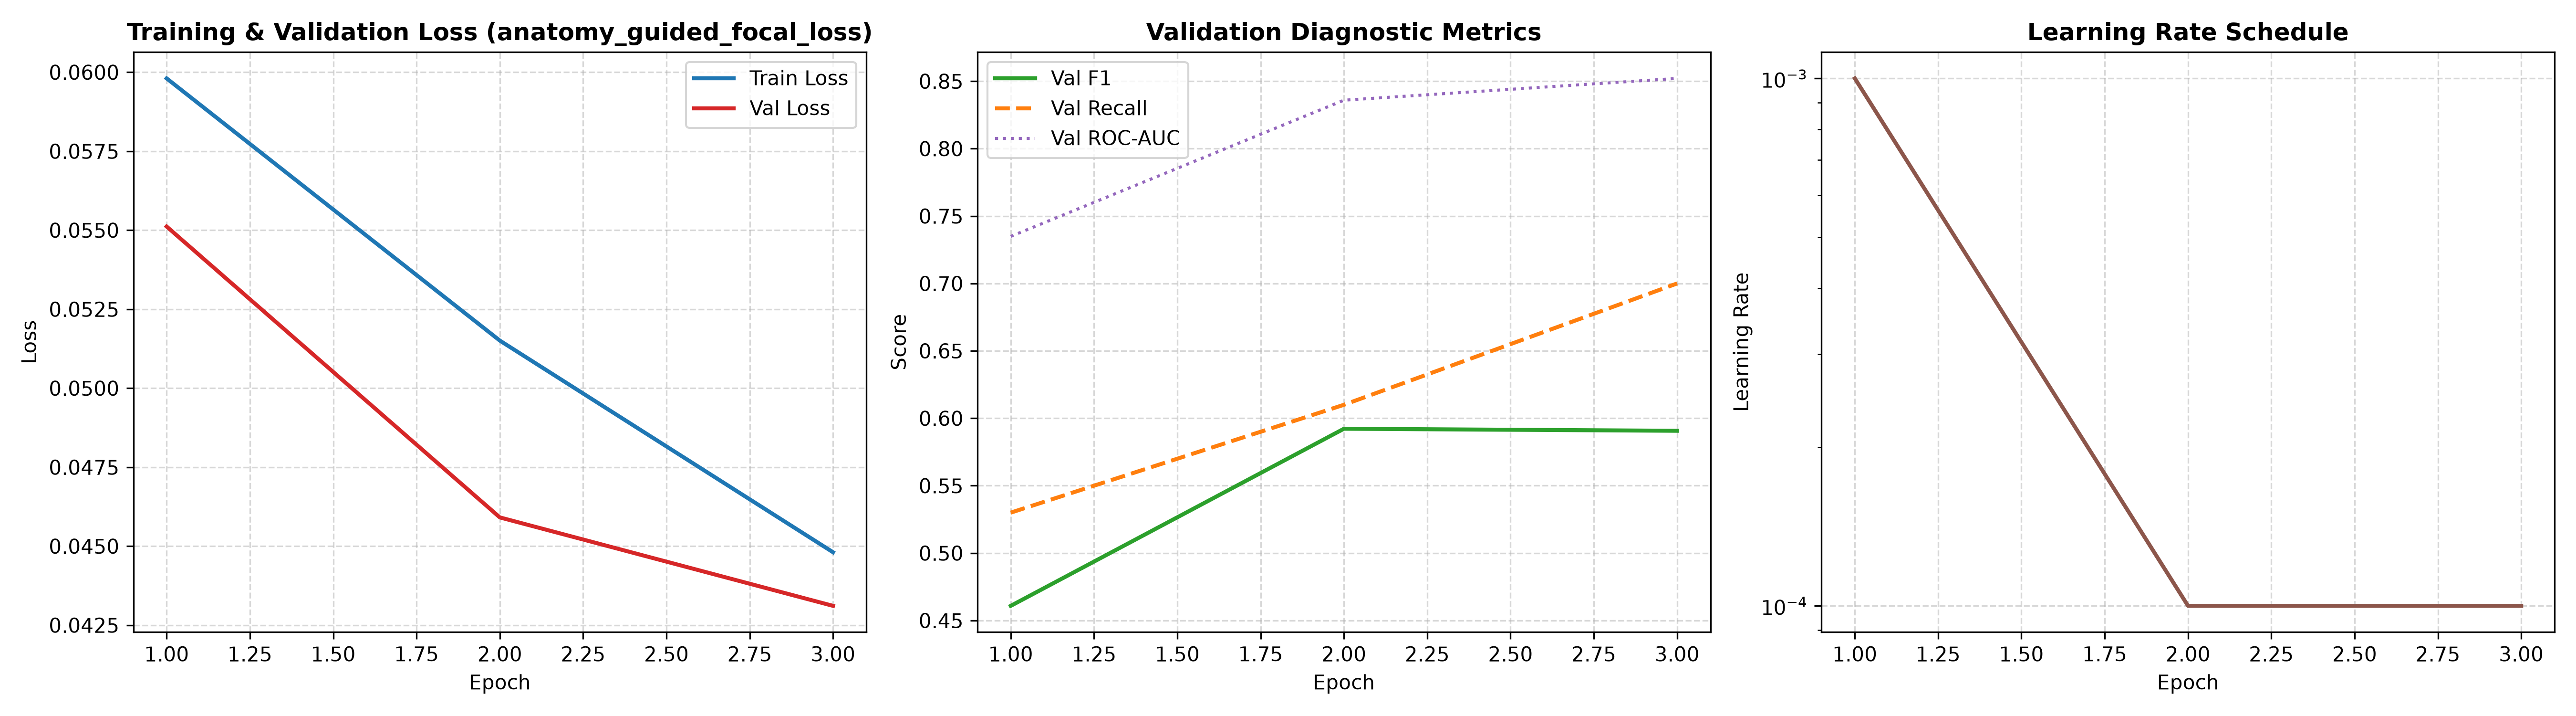 Training & Validation Loss (anatomy_guided_focal_loss)
Loss
0.0600
0.0575
0.0550
0.0525
0.0500
0.0475
0.0450
0.0425
Train Loss
Val Loss
1.00 1.25 1.50 1.75 2.00 2.25 2.50 2.75 3.00
Epoch
Validation Diagnostic Metrics
Score
0.85
0.80
0.75
0.70
0.65
0.60
0.55
0.50
0.45
Val F1
Val Recall
Val ROC-AUC
1.00 1.25 1.50 1.75 2.00 2.25 2.50 2.75 3.00
Epoch
Learning Rate Schedule
Learning Rate
10⁻³
10⁻⁴
1.00 1.25 1.50 1.75 2.00 2.25 2.50 2.75 3.00
Epoch